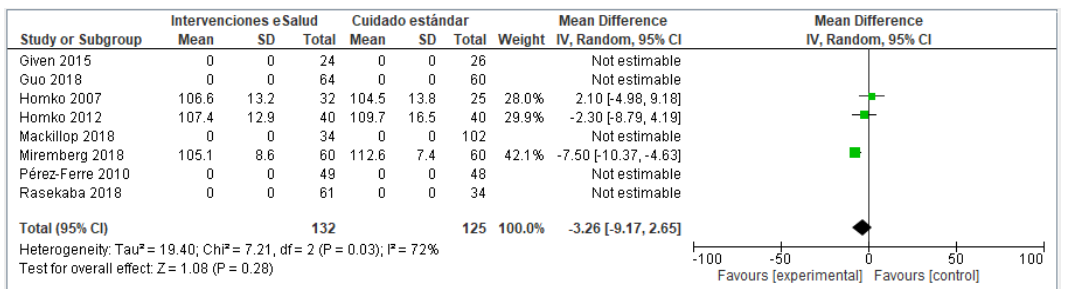 Intervenciones eSalud Cuidado estándar Mean Difference Mean Difference
Study or Subgroup Mean SD Total Mean SD Total Weight IV, Random, 95% CI IV, Random, 95% CI
Given 2015 0 0 24 0 0 26 Not estimable
Guo 2018 0 0 64 0 0 60 Not estimable
Homko 2007 106.6 13.2 32 104.5 13.8 25 28.0% 2.10 [-4.98, 9.18]
Homko 2012 107.4 12.9 40 109.7 16.5 40 29.9% -2.30 [-8.79, 4.19]
Mackillop 2018 0 0 34 0 0 102 Not estimable
Miremberg 2018 105.1 8.6 60 112.6 7.4 60 42.1% -7.50 [-10.37, -4.63]
Pérez-Ferre 2010 0 0 49 0 0 48 Not estimable
Rasekaba 2018 0 0 61 0 0 34 Not estimable
Total (95% CI) 132 125 100.0% -3.26 [-9.17, 2.65]
Heterogeneity: Tau² = 19.40; Chi² = 7.21, df = 2 (P = 0.03); I² = 72%
Test for overall effect: Z = 1.08 (P = 0.28)
-100 -50 0 50 100
Favours [experimental] Favours [control]